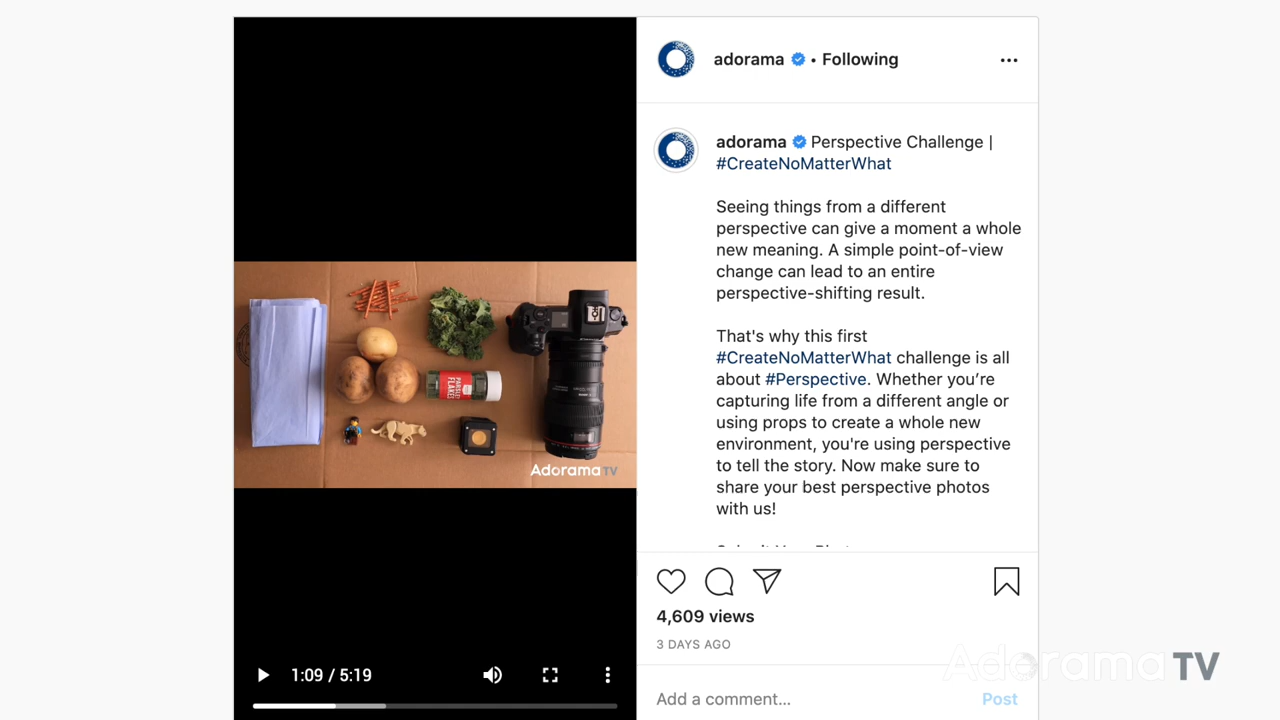 adorama • Following
adorama Perspective Challenge |
#CreateNoMatterWhat
Seeing things from a different
perspective can give a moment a whole
new meaning. A simple point-of-view
change can lead to an entire
perspective-shifting result.
That's why this first
#CreateNoMatterWhat challenge is all
about #Perspective. Whether you’re
capturing life from a different angle or
using props to create a whole new
environment, you're using perspective
to tell the story. Now make sure to
share your best perspective photos
with us!
PARSLEY
FLAKES
AdoramaTV
4,609 views
3 DAYS AGO
1:09 / 5:19
Add a comment...
Post
AdoramaTV